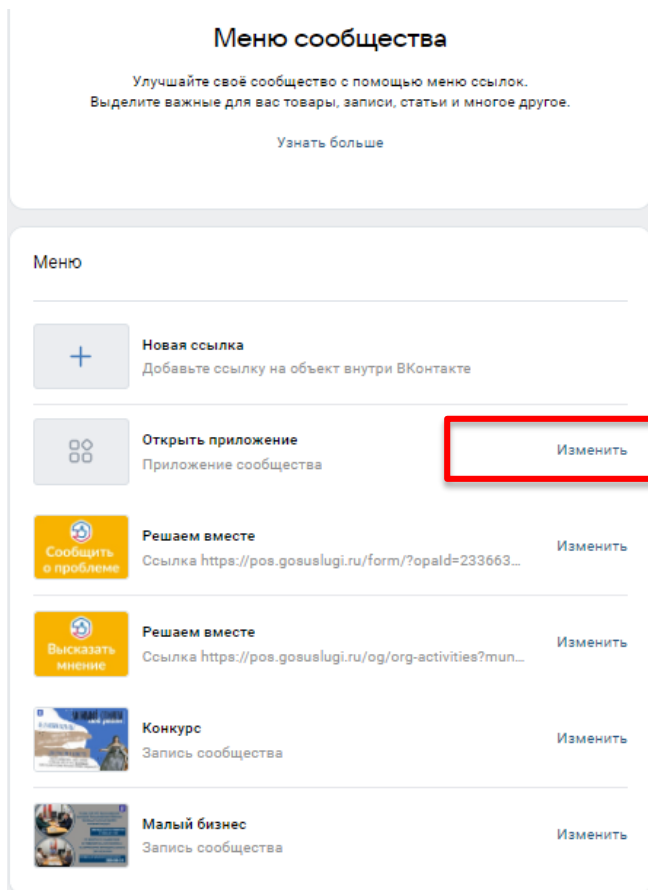 Меню сообщества
Улучшайте своё сообщество с помощью меню ссылок.
Выделите важные для вас товары, записи, статьи и многое другое.
Узнать больше
Меню
Новая ссылка
Добавьте ссылку на объект внутри ВКонтакте
Открыть приложение
Приложение сообщества
Изменить
Сообщить
о проблеме
Решаем вместе
Ссылка https://pos.gosuslugi.ru/form/?opaId=233663...
Изменить
Высказать
мнение
Решаем вместе
Ссылка https://pos.gosuslugi.ru/og/org-activities?mun...
Изменить
Конкурс
Запись сообщества
Изменить
Малый бизнес
Запись сообщества
Изменить